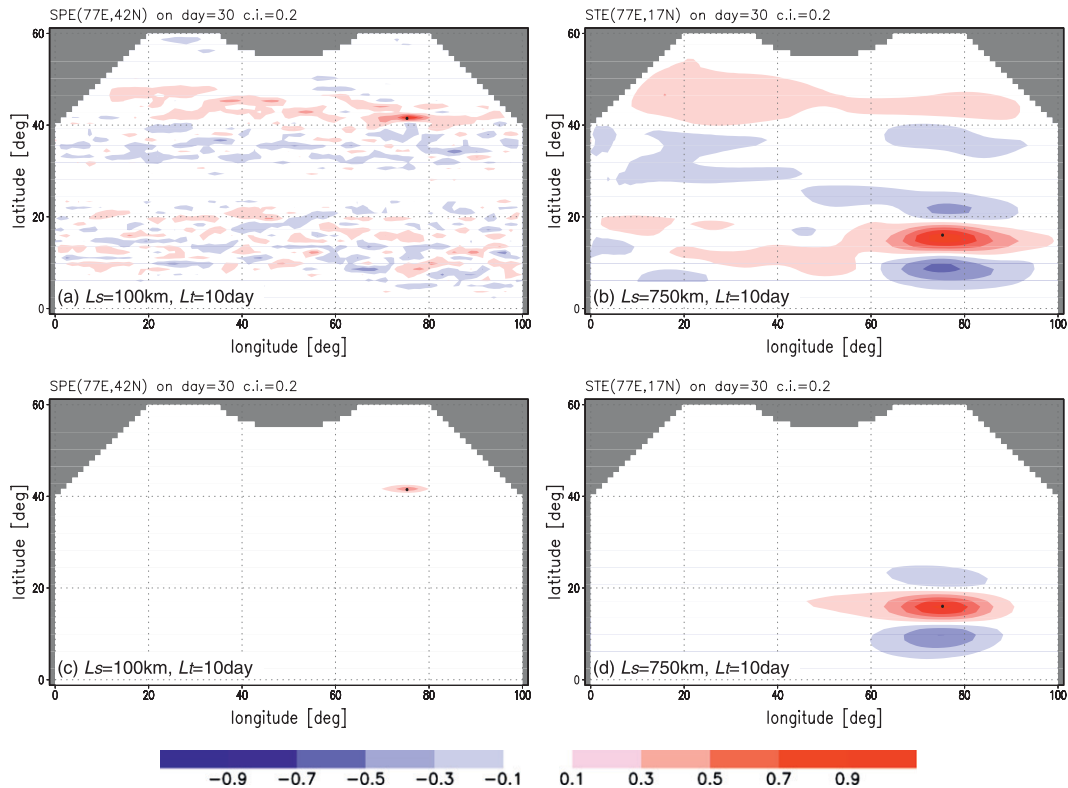 SPE(77E,42N) on day=30 c.i.=0.2
60
40
20
0
latitude [deg]
(a) Ls=100km, Lt=10day
0 20 40 60 80 100
longitude [deg]
STE(77E,17N) on day=30 c.i.=0.2
60
40
20
0
latitude [deg]
(b) Ls=750km, Lt=10day
0 20 40 60 80 100
longitude [deg]
SPE(77E,42N) on day=30 c.i.=0.2
60
40
20
0
latitude [deg]
(c) Ls=100km, Lt=10day
0 20 40 60 80 100
longitude [deg]
STE(77E,17N) on day=30 c.i.=0.2
60
40
20
0
latitude [deg]
(d) Ls=750km, Lt=10day
0 20 40 60 80 100
longitude [deg]
−0.9 −0.7 −0.5 −0.3 −0.1 0.1 0.3 0.5 0.7 0.9